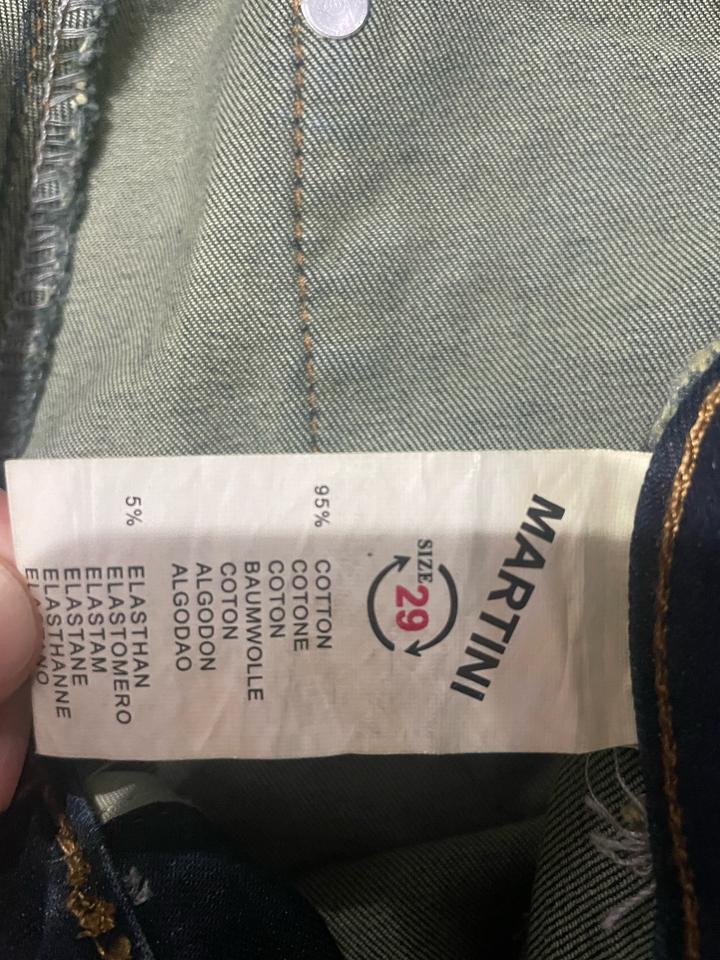 MARTINI
SIZE
29
95% COTTON
COTONE
COTON
BAUMWOLLE
COTON
ALGODON
ALGODAO
5% ELASTHAN
ELASTOMERO
ELASTAM
ELASTANE
ELASTHANNE